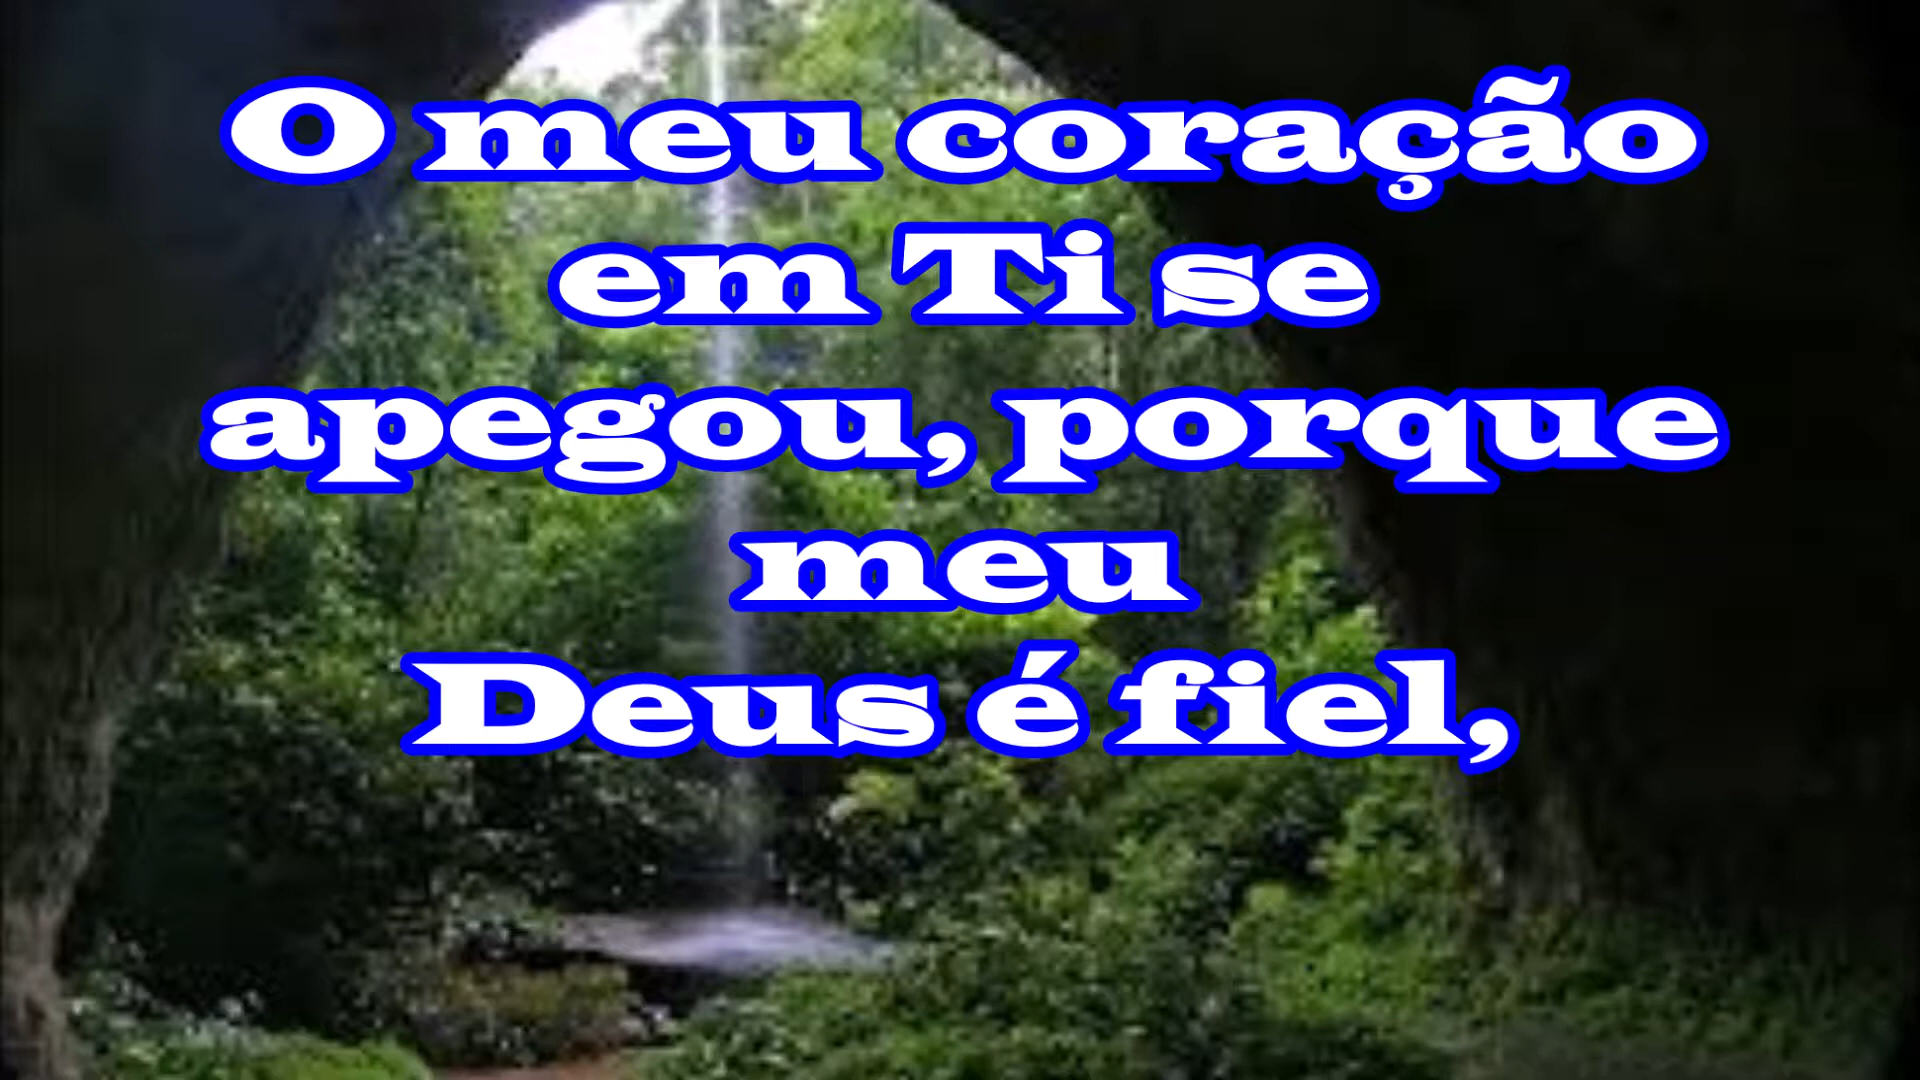 O meu coração
em Ti se
apegou, porque
meu
Deus é fiel,